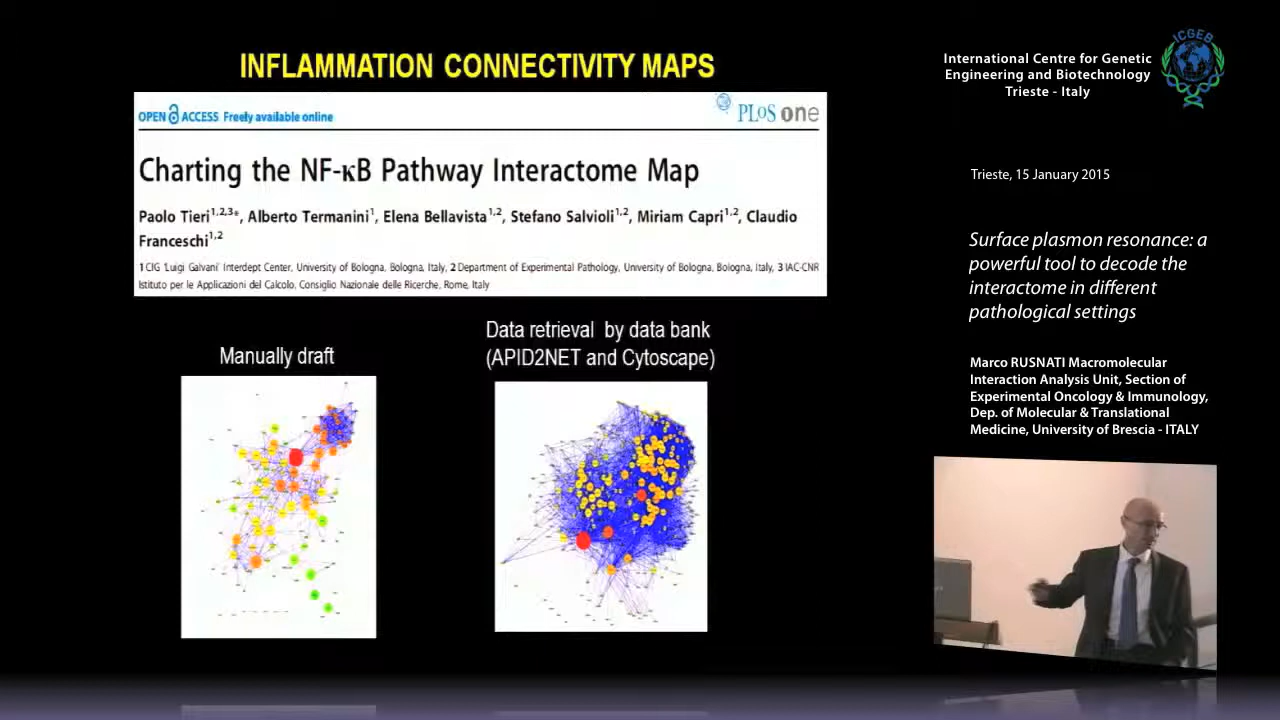 INFLAMMATION CONNECTIVITY MAPS
OPEN ACCESS Freely available online
PLoS one
Charting the NF-κB Pathway Interactome Map
Paolo Tieri1,2,3*, Alberto Termanini1, Elena Bellavista1,2, Stefano Salvioli1,2, Miriam Capri1,2, Claudio
Franceschi1,2
1 CIG 'Luigi Galvani' Interdept Center, University of Bologna, Bologna, Italy, 2 Department of Experimental Pathology, University of Bologna, Bologna, Italy, 3 IAC-CNR
Istituto per le Applicazioni del Calcolo, Consiglio Nazionale delle Ricerche, Rome, Italy
Manually draft
Data retrieval by data bank
(APID2NET and Cytoscape)
International Centre for Genetic
Engineering and Biotechnology
Trieste - Italy
ICGEB
Trieste, 15 January 2015
Surface plasmon resonance: a
powerful tool to decode the
interactome in different
pathological settings
Marco RUSNATI Macromolecular
Interaction Analysis Unit, Section of
Experimental Oncology & Immunology,
Dep. of Molecular & Translational
Medicine, University of Brescia - ITALY